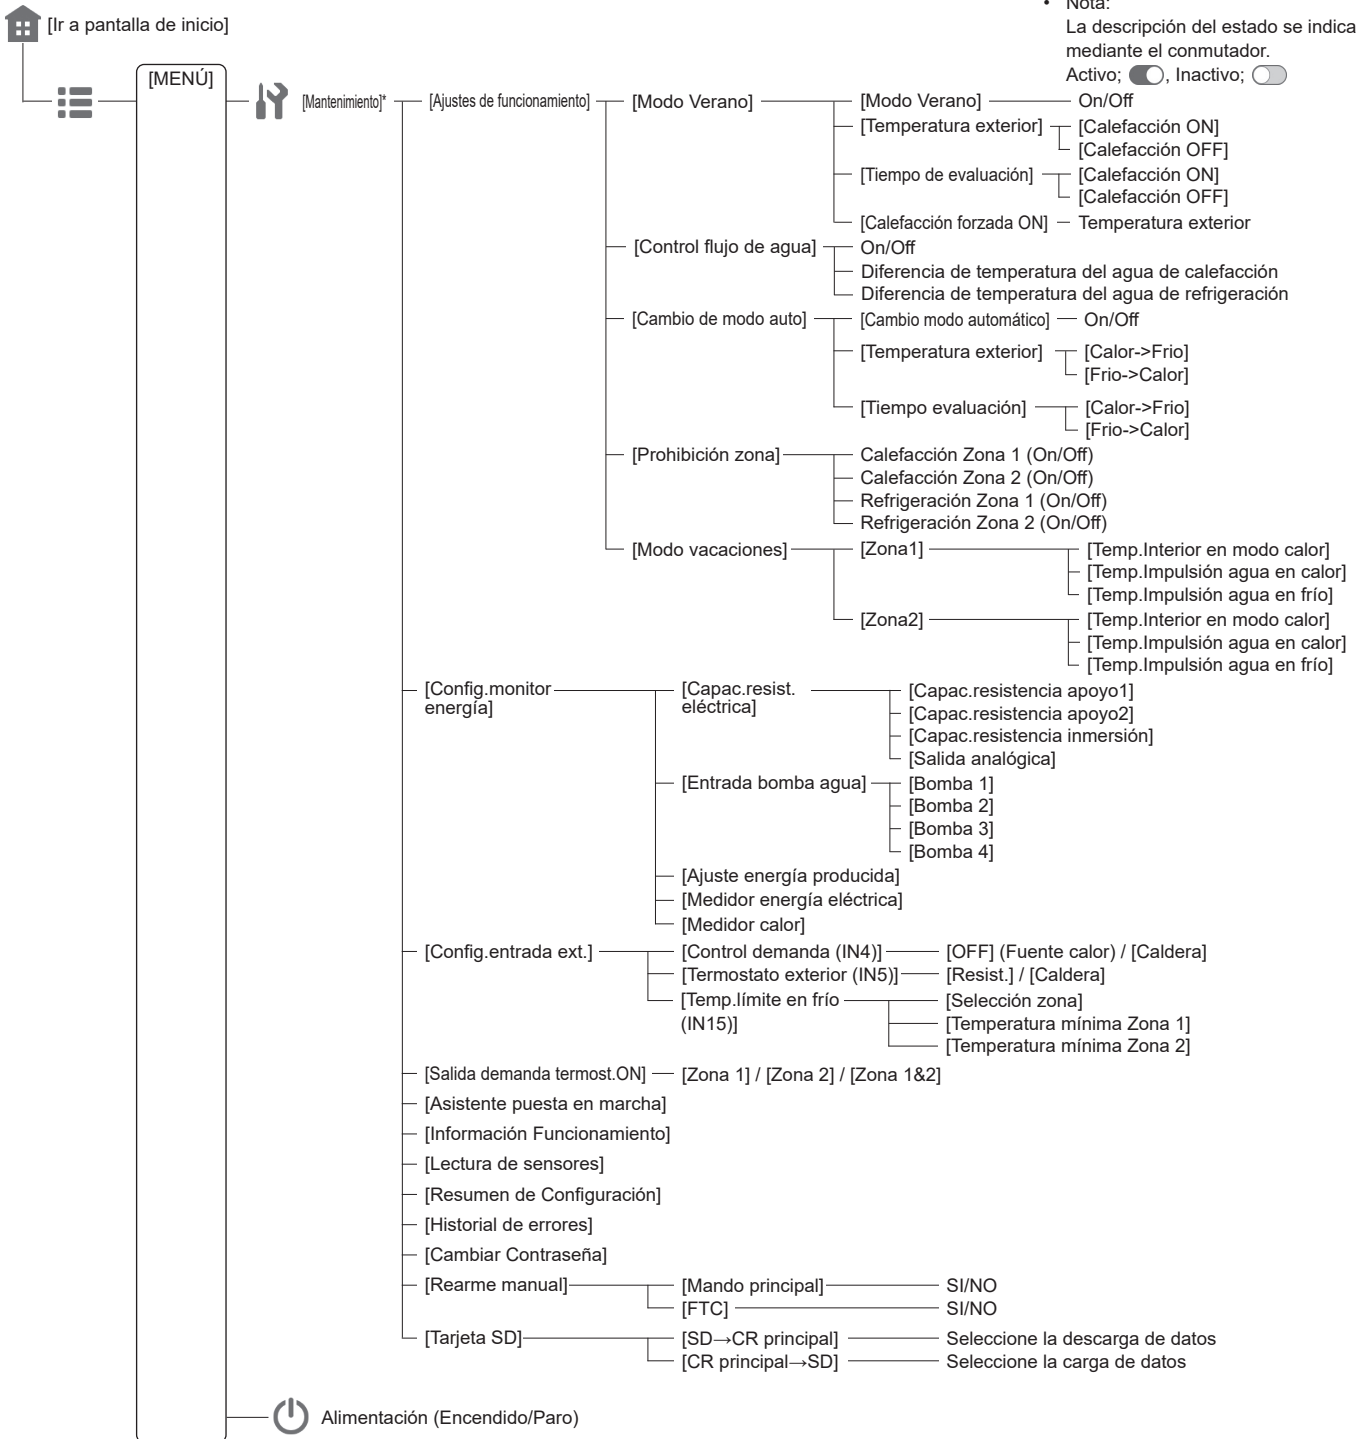 • Nota:
[Ir a pantalla de inicio]
La descripción del estado se indica
mediante el conmutador.
Activo; , Inactivo;
[MENÚ]
[Mantenimiento]*
[Ajustes de funcionamiento]
[Modo Verano]
[Modo Verano]
On/Off
[Temperatura exterior]
[Calefacción ON]
[Calefacción OFF]
[Tiempo de evaluación]
[Calefacción ON]
[Calefacción OFF]
[Calefacción forzada ON]
Temperatura exterior
[Control flujo de agua]
On/Off
Diferencia de temperatura del agua de calefacción
Diferencia de temperatura del agua de refrigeración
[Cambio de modo auto]
[Cambio modo automático]
On/Off
[Temperatura exterior]
[Calor->Frio]
[Frio->Calor]
[Tiempo evaluación]
[Calor->Frio]
[Frio->Calor]
[Prohibición zona]
Calefacción Zona 1 (On/Off)
Calefacción Zona 2 (On/Off)
Refrigeración Zona 1 (On/Off)
Refrigeración Zona 2 (On/Off)
[Modo vacaciones]
[Zona1]
[Temp.Interior en modo calor]
[Temp.Impulsión agua en calor]
[Temp.Impulsión agua en frío]
[Zona2]
[Temp.Interior en modo calor]
[Temp.Impulsión agua en calor]
[Temp.Impulsión agua en frío]
[Config.monitor
energía]
[Capac.resist.
eléctrica]
[Capac.resistencia apoyo1]
[Capac.resistencia apoyo2]
[Capac.resistencia inmersión]
[Salida analógica]
[Entrada bomba agua]
[Bomba 1]
[Bomba 2]
[Bomba 3]
[Bomba 4]
[Ajuste energía producida]
[Medidor energía eléctrica]
[Medidor calor]
[Config.entrada ext.]
[Control demanda (IN4)]
[OFF] (Fuente calor) / [Caldera]
[Termostato exterior (IN5)]
[Resist.] / [Caldera]
[Temp.límite en frío
(IN15)]
[Selección zona]
[Temperatura mínima Zona 1]
[Temperatura mínima Zona 2]
[Salida demanda termost.ON]
[Zona 1] / [Zona 2] / [Zona 1&2]
[Asistente puesta en marcha]
[Información Funcionamiento]
[Lectura de sensores]
[Resumen de Configuración]
[Historial de errores]
[Cambiar Contraseña]
[Rearme manual]
[Mando principal]
SI/NO
[FTC]
SI/NO
[Tarjeta SD]
[SD→CR principal]
Seleccione la descarga de datos
[CR principal→SD]
Seleccione la carga de datos
Alimentación (Encendido/Paro)